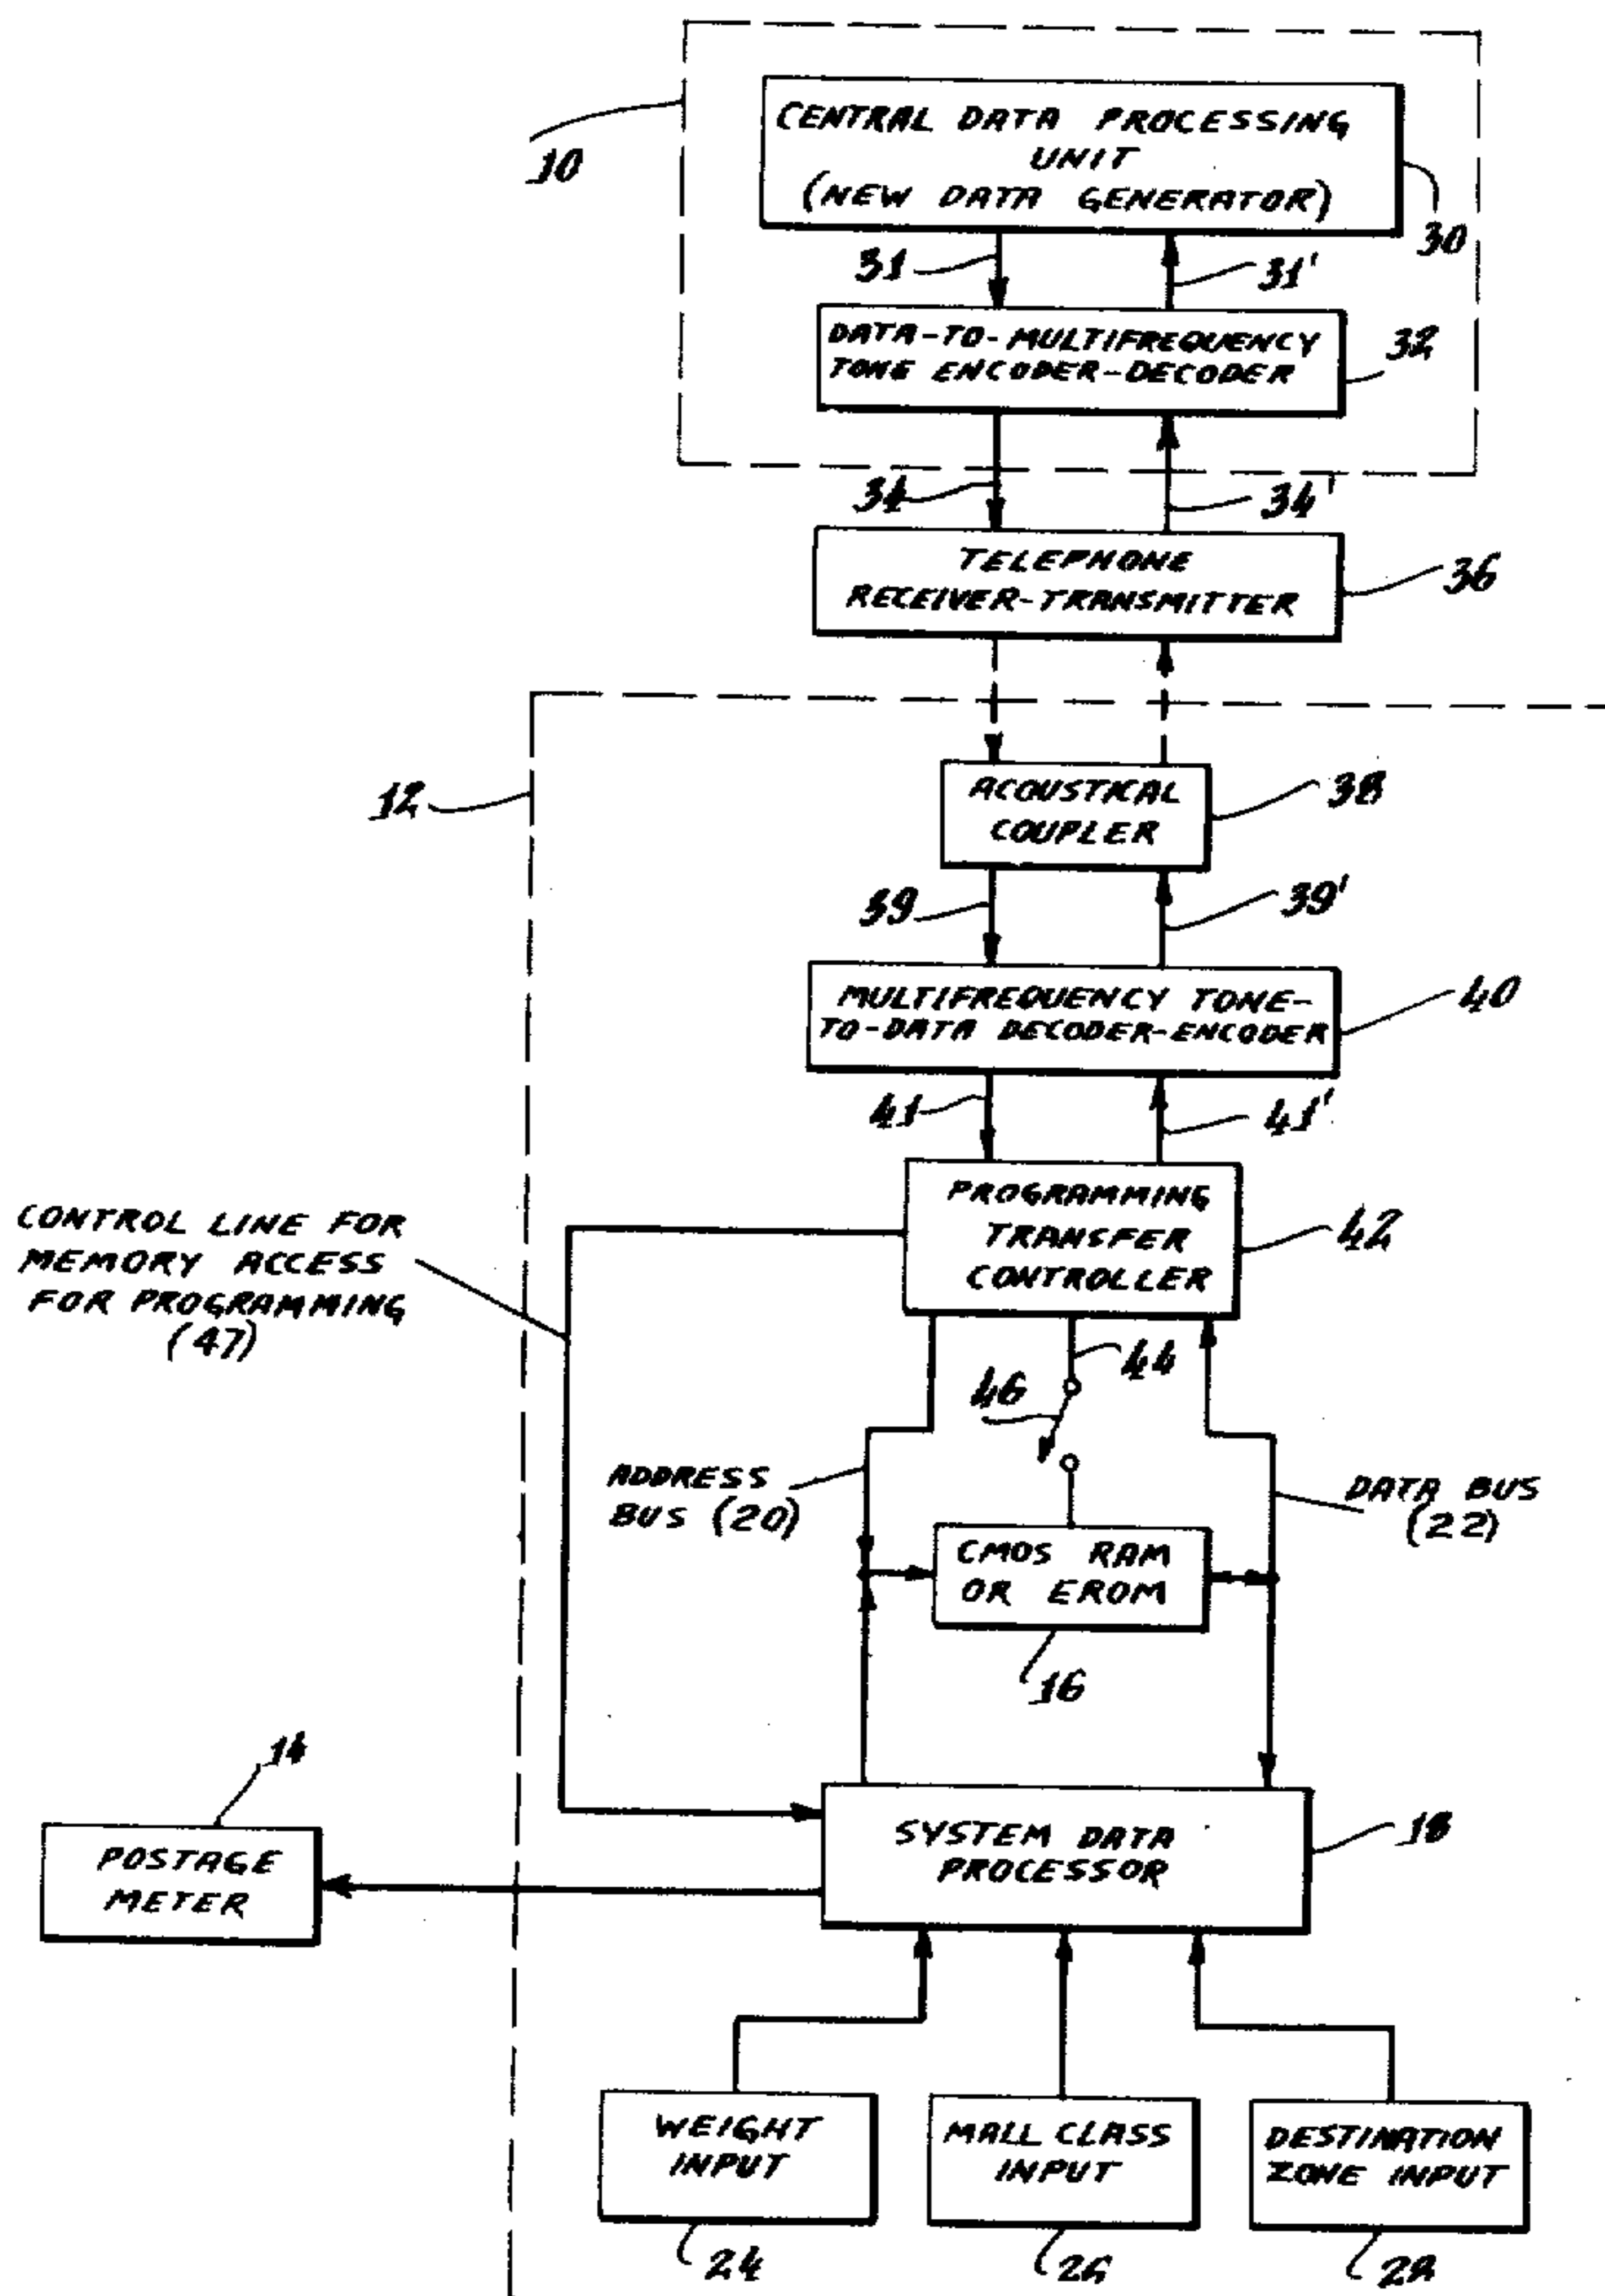 CENTRAL DATA PROCESSING
UNIT
(NEW DATA GENERATOR)
10
30
31
31'
DATA-TO-MULTIFREQUENCY
TONE ENCODER-DECODER
32
34
34'
TELEPHONE
RECEIVER-TRANSMITTER
36
12
ACOUSTICAL
COUPLER
38
39
39'
MULTIFREQUENCY TONE-
TO-DATA DECODER-ENCODER
40
41
41'
PROGRAMMING
TRANSFER
CONTROLLER
42
CONTROL LINE FOR
MEMORY ACCESS
FOR PROGRAMMING
(47)
44
46
ADDRESS
BUS (20)
DATA BUS
(22)
CMOS RAM
OR EROM
16
14
POSTAGE
METER
SYSTEM DATA
PROCESSOR
18
WEIGHT
INPUT
MAIL CLASS
INPUT
DESTINATION
ZONE INPUT
24
26
28